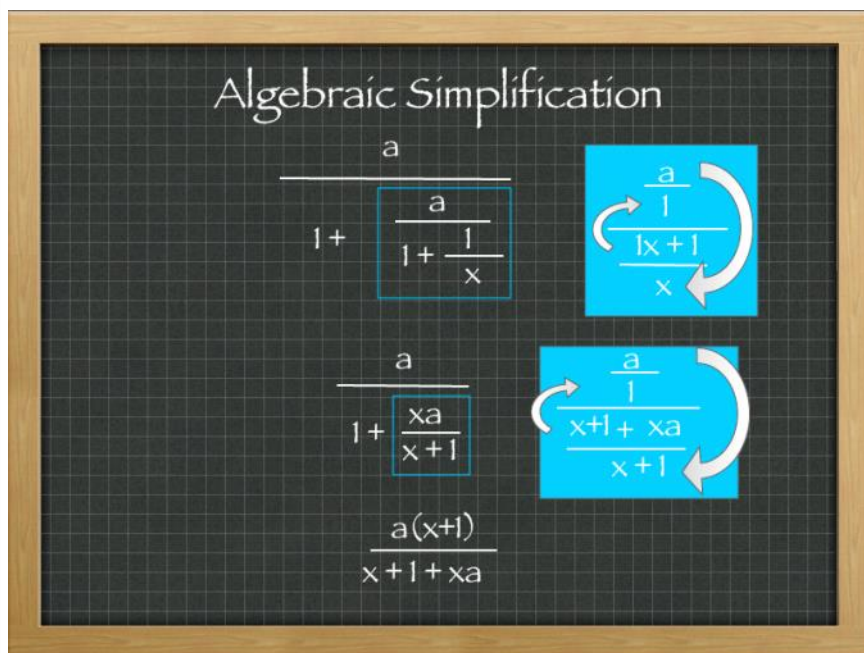 Algebraic Simplification
a
1 +
a
1 +
1
x
a
1
1x + 1
x
a
1 +
xa
x + 1
a
1
x+1 + xa
x + 1
a(x+1)
x + 1 + xa